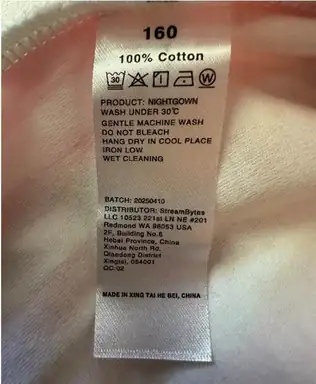 160
100% Cotton
30 W
PRODUCT: NIGHTGOWN
WASH UNDER 30℃
GENTLE MACHINE WASH
DO NOT BLEACH
HANG DRY IN COOL PLACE
IRON LOW
WET CLEANING
BATCH: 20250410
DISTRIBUTOR: StreamBytes
LLC 10523 221st LN NE #201
Redmond WA 98053 USA
2F, Building No.6
Hebei Province, China
Xinhua North Rd,
Qiaodong District
Xingtai, 054001
QC:02
MADE IN XING TAI HE BEI, CHINA